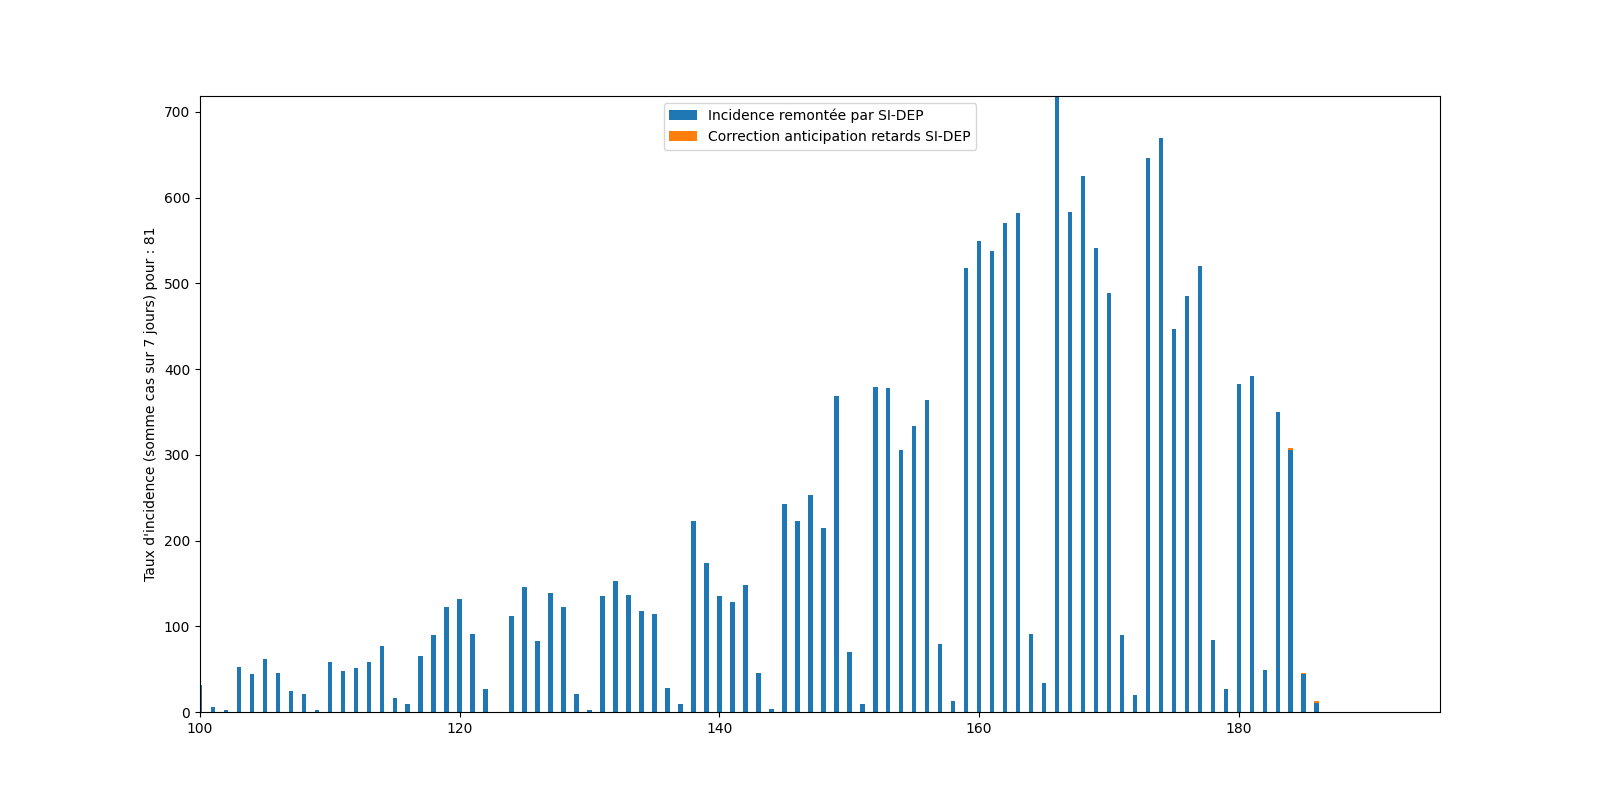 Incidence remontée par SI-DEP
Correction anticipation retards SI-DEP
Taux d'incidence (somme cas sur 7 jours) pour : 81
700
600
500
400
300
200
100
0
100 120 140 160 180